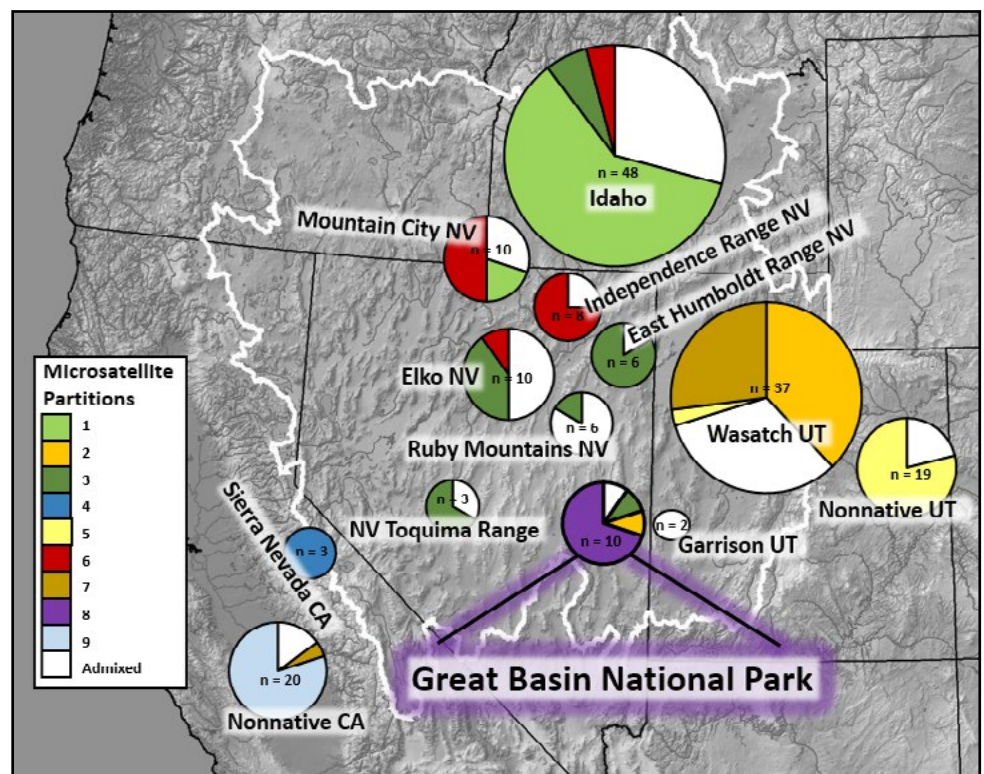 n = 48
Idaho
Mountain City NV
n = 10
Independence Range NV
n = 8
East Humboldt Range NV
n = 6
Elko NV
n = 10
n = 37
Wasatch UT
n = 6
Ruby Mountains NV
n = 19
Nonnative UT
n = 3
NV Toquima Range
n = 10
n = 2
Garrison UT
Sierra Nevada CA
n = 3
n = 20
Nonnative CA
Great Basin National Park
Microsatellite
Partitions
1
2
3
4
5
6
7
8
9
Admixed